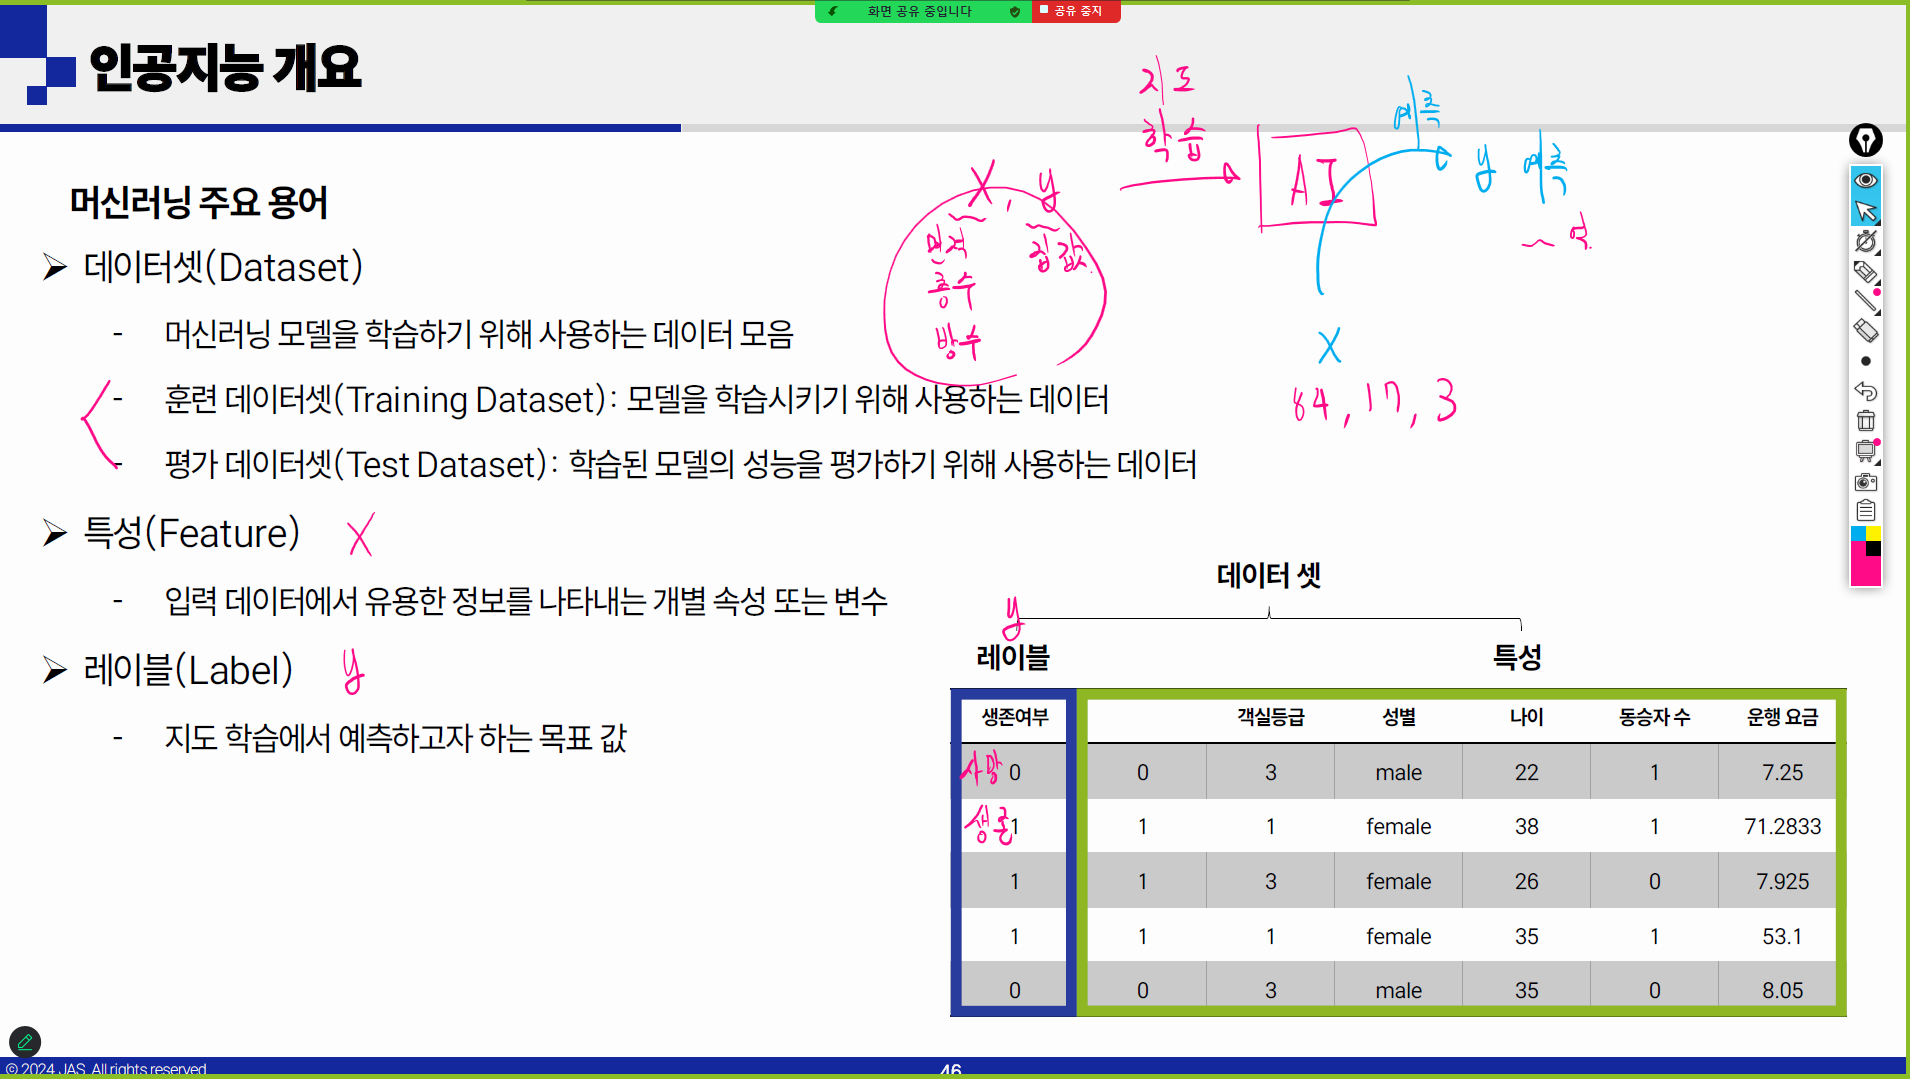 화면 공유 중입니다
공유 중지
인공지능 개요
지도
학습
AI
예측
y 예측
~ 억
X, y
면적
층수
방수
집값
X
84, 17, 3
머신러닝 주요 용어
➢ 데이터셋(Dataset)
- 머신러닝 모델을 학습하기 위해 사용하는 데이터 모음
- 훈련 데이터셋(Training Dataset): 모델을 학습시키기 위해 사용하는 데이터
- 평가 데이터셋(Test Dataset): 학습된 모델의 성능을 평가하기 위해 사용하는 데이터
➢ 특성(Feature) X
- 입력 데이터에서 유용한 정보를 나타내는 개별 속성 또는 변수
➢ 레이블(Label) y
- 지도 학습에서 예측하고자 하는 목표 값
데이터 셋
y
레이블 특성
생존여부 객실등급 성별 나이 동승자 수 운행 요금
사망 0 0 3 male 22 1 7.25
생존 1 1 1 female 38 1 71.2833
1 1 3 female 26 0 7.925
1 1 1 female 35 1 53.1
0 0 3 male 35 0 8.05
© 2024 JAS. All rights reserved
46